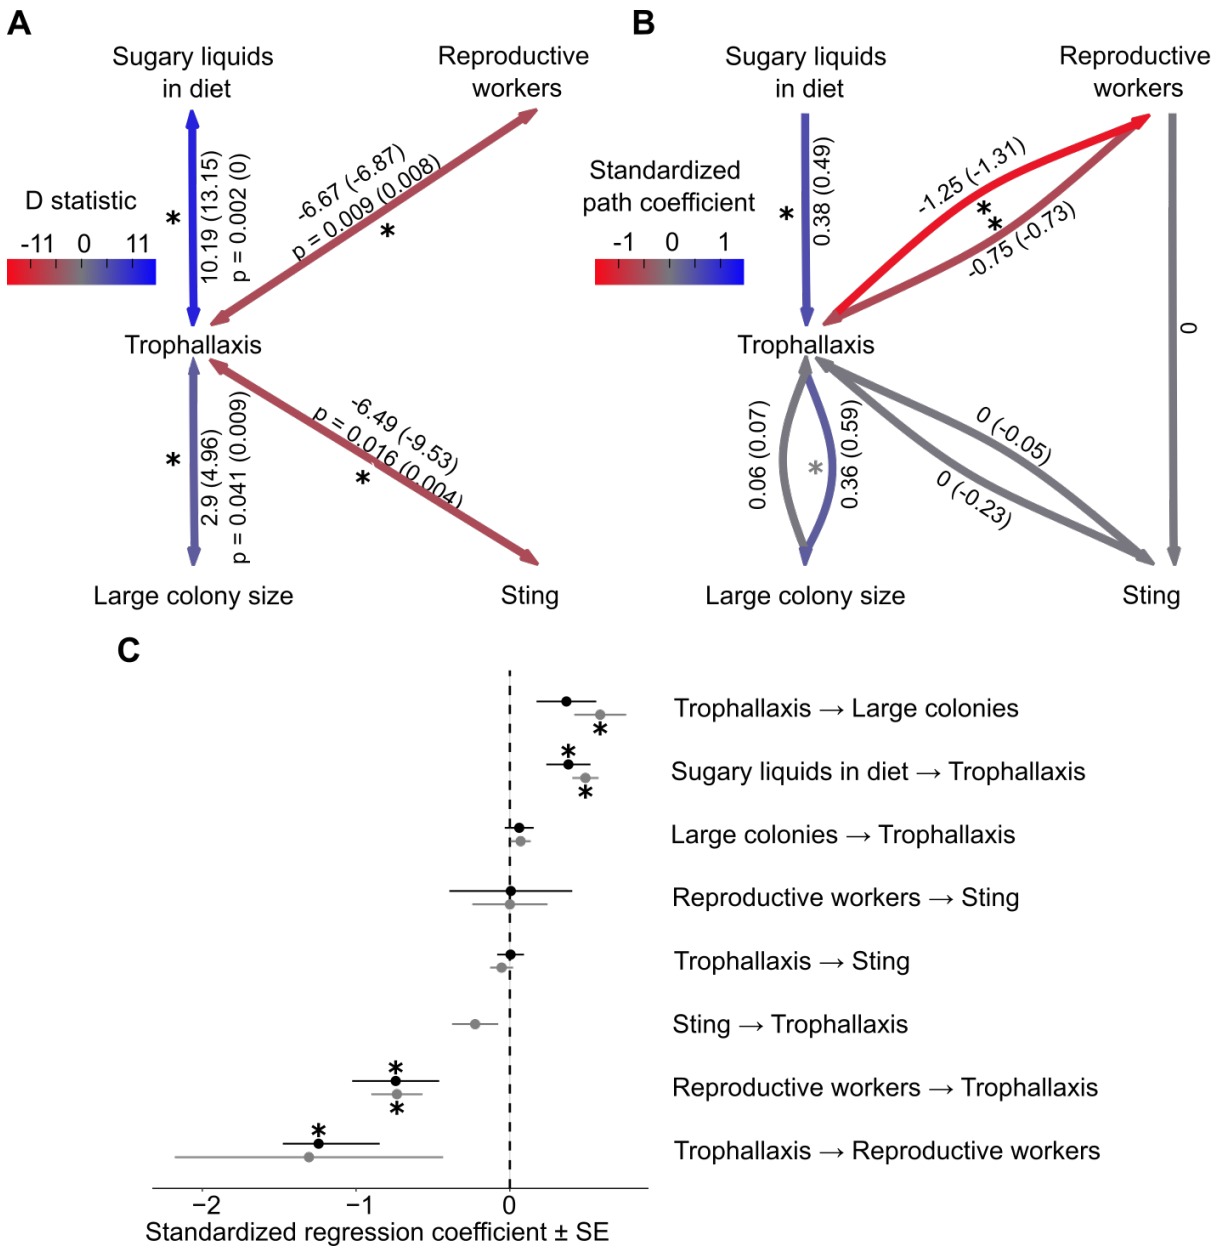 A
Sugary liquids
in diet
Reproductive
workers
D statistic
-11 0 11
*
10.19 (13.15)
p = 0.002 (0)
-6.67 (-6.87)
p = 0.009 (0.008)
*
Trophallaxis
*
2.9 (4.96)
p = 0.041 (0.009)
-6.49 (-9.53)
p = 0.016 (0.004)
*
Large colony size
Sting
B
Sugary liquids
in diet
Reproductive
workers
Standardized
path coefficient
-1 0 1
*
0.38 (0.49)
-1.25 (-1.31)
*
*
-0.75 (-0.73)
0
Trophallaxis
0.06 (0.07)
*
0.36 (0.59)
0 (-0.05)
0 (-0.23)
Large colony size
Sting
C
Trophallaxis → Large colonies
*
*
Sugary liquids in diet → Trophallaxis
*
Large colonies → Trophallaxis
Reproductive workers → Sting
Trophallaxis → Sting
Sting → Trophallaxis
*
Reproductive workers → Trophallaxis
*
*
Trophallaxis → Reproductive workers
−2 −1 0
Standardized regression coefficient ± SE